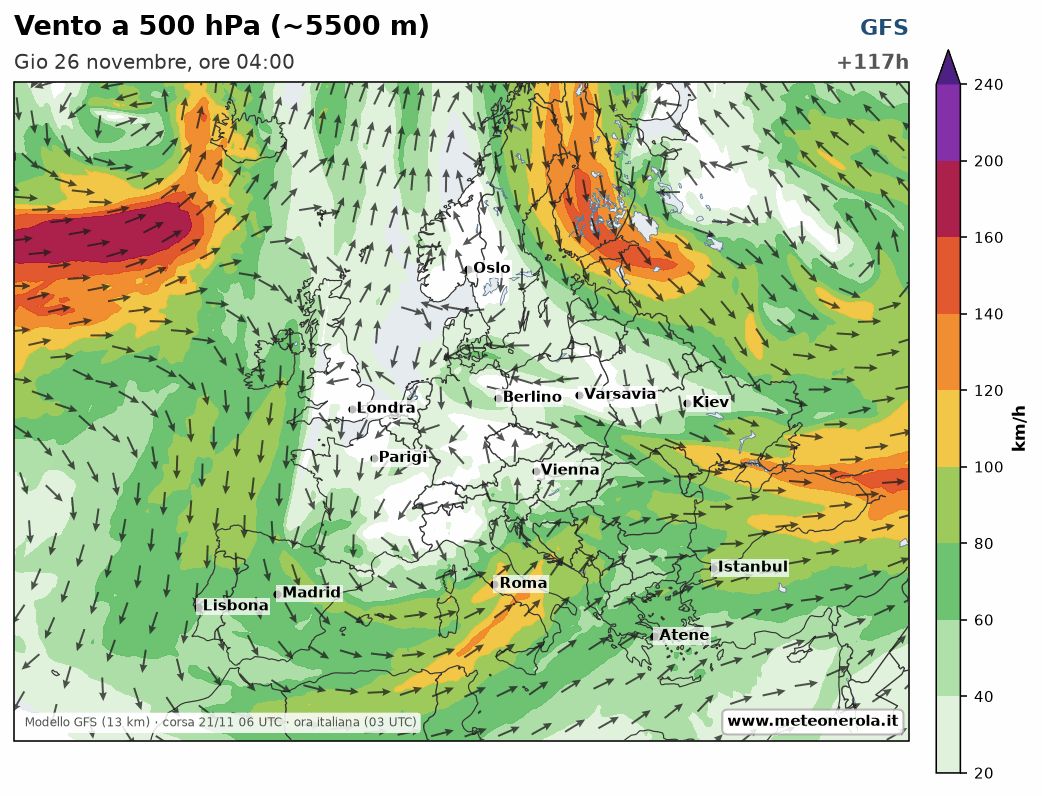 Vento a 500 hPa (~5500 m)
GFS
Gio 26 novembre, ore 04:00
+117h
240
200
160
140
120
100
80
60
40
20
km/h
Oslo
Londra
Berlino
Varsavia
Kiev
Parigi
Vienna
Istanbul
Roma
Madrid
Lisbona
Atene
Modello GFS (13 km) · corsa 21/11 06 UTC · ora italiana (03 UTC)
www.meteonerola.it